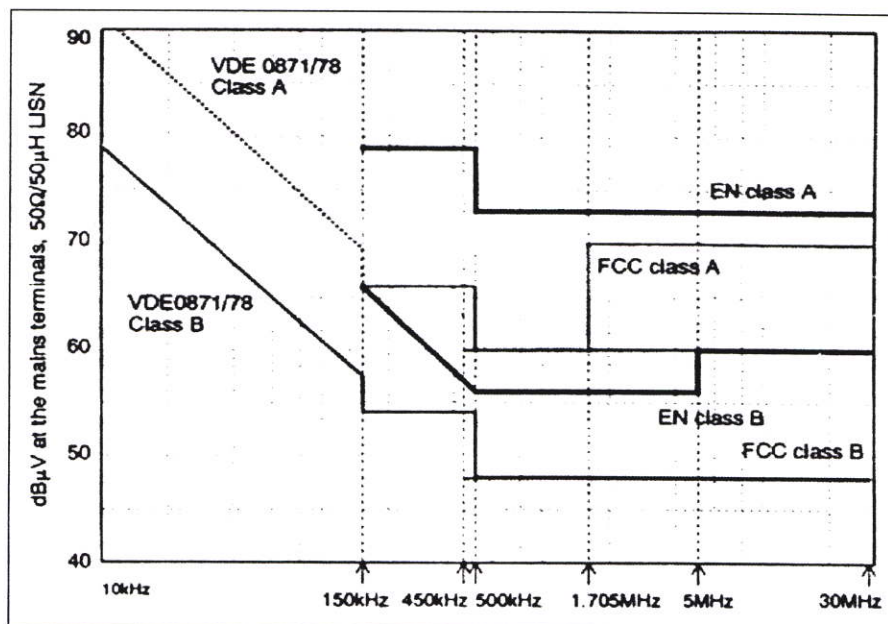 dBµV at the mains terminals, 50Ω/50µH LISN
90
80
70
60
50
40
VDE 0871/78
Class A
EN class A
FCC class A
VDE0871/78
Class B
EN class B
FCC class B
10kHz
150kHz
450kHz
500kHz
1.705MHz
5MHz
30MHz